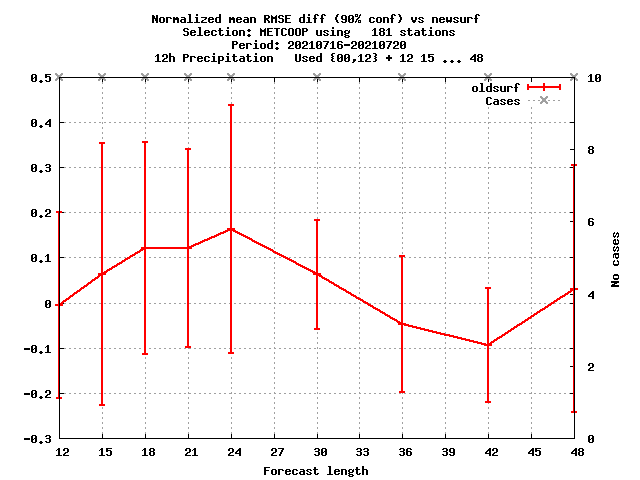 Normalized mean RMSE diff (90% conf) vs newsurf
Selection: METCOOP using   181 stations
Period: 20210716-20210720
12h Precipitation   Used {00,12} + 12 15 ... 48
0.5
0.4
0.3
0.2
0.1
0
-0.1
-0.2
-0.3
10
8
6
4
2
0
oldsurf
Cases
No cases
12 15 18 21 24 27 30 33 36 39 42 45 48
Forecast length